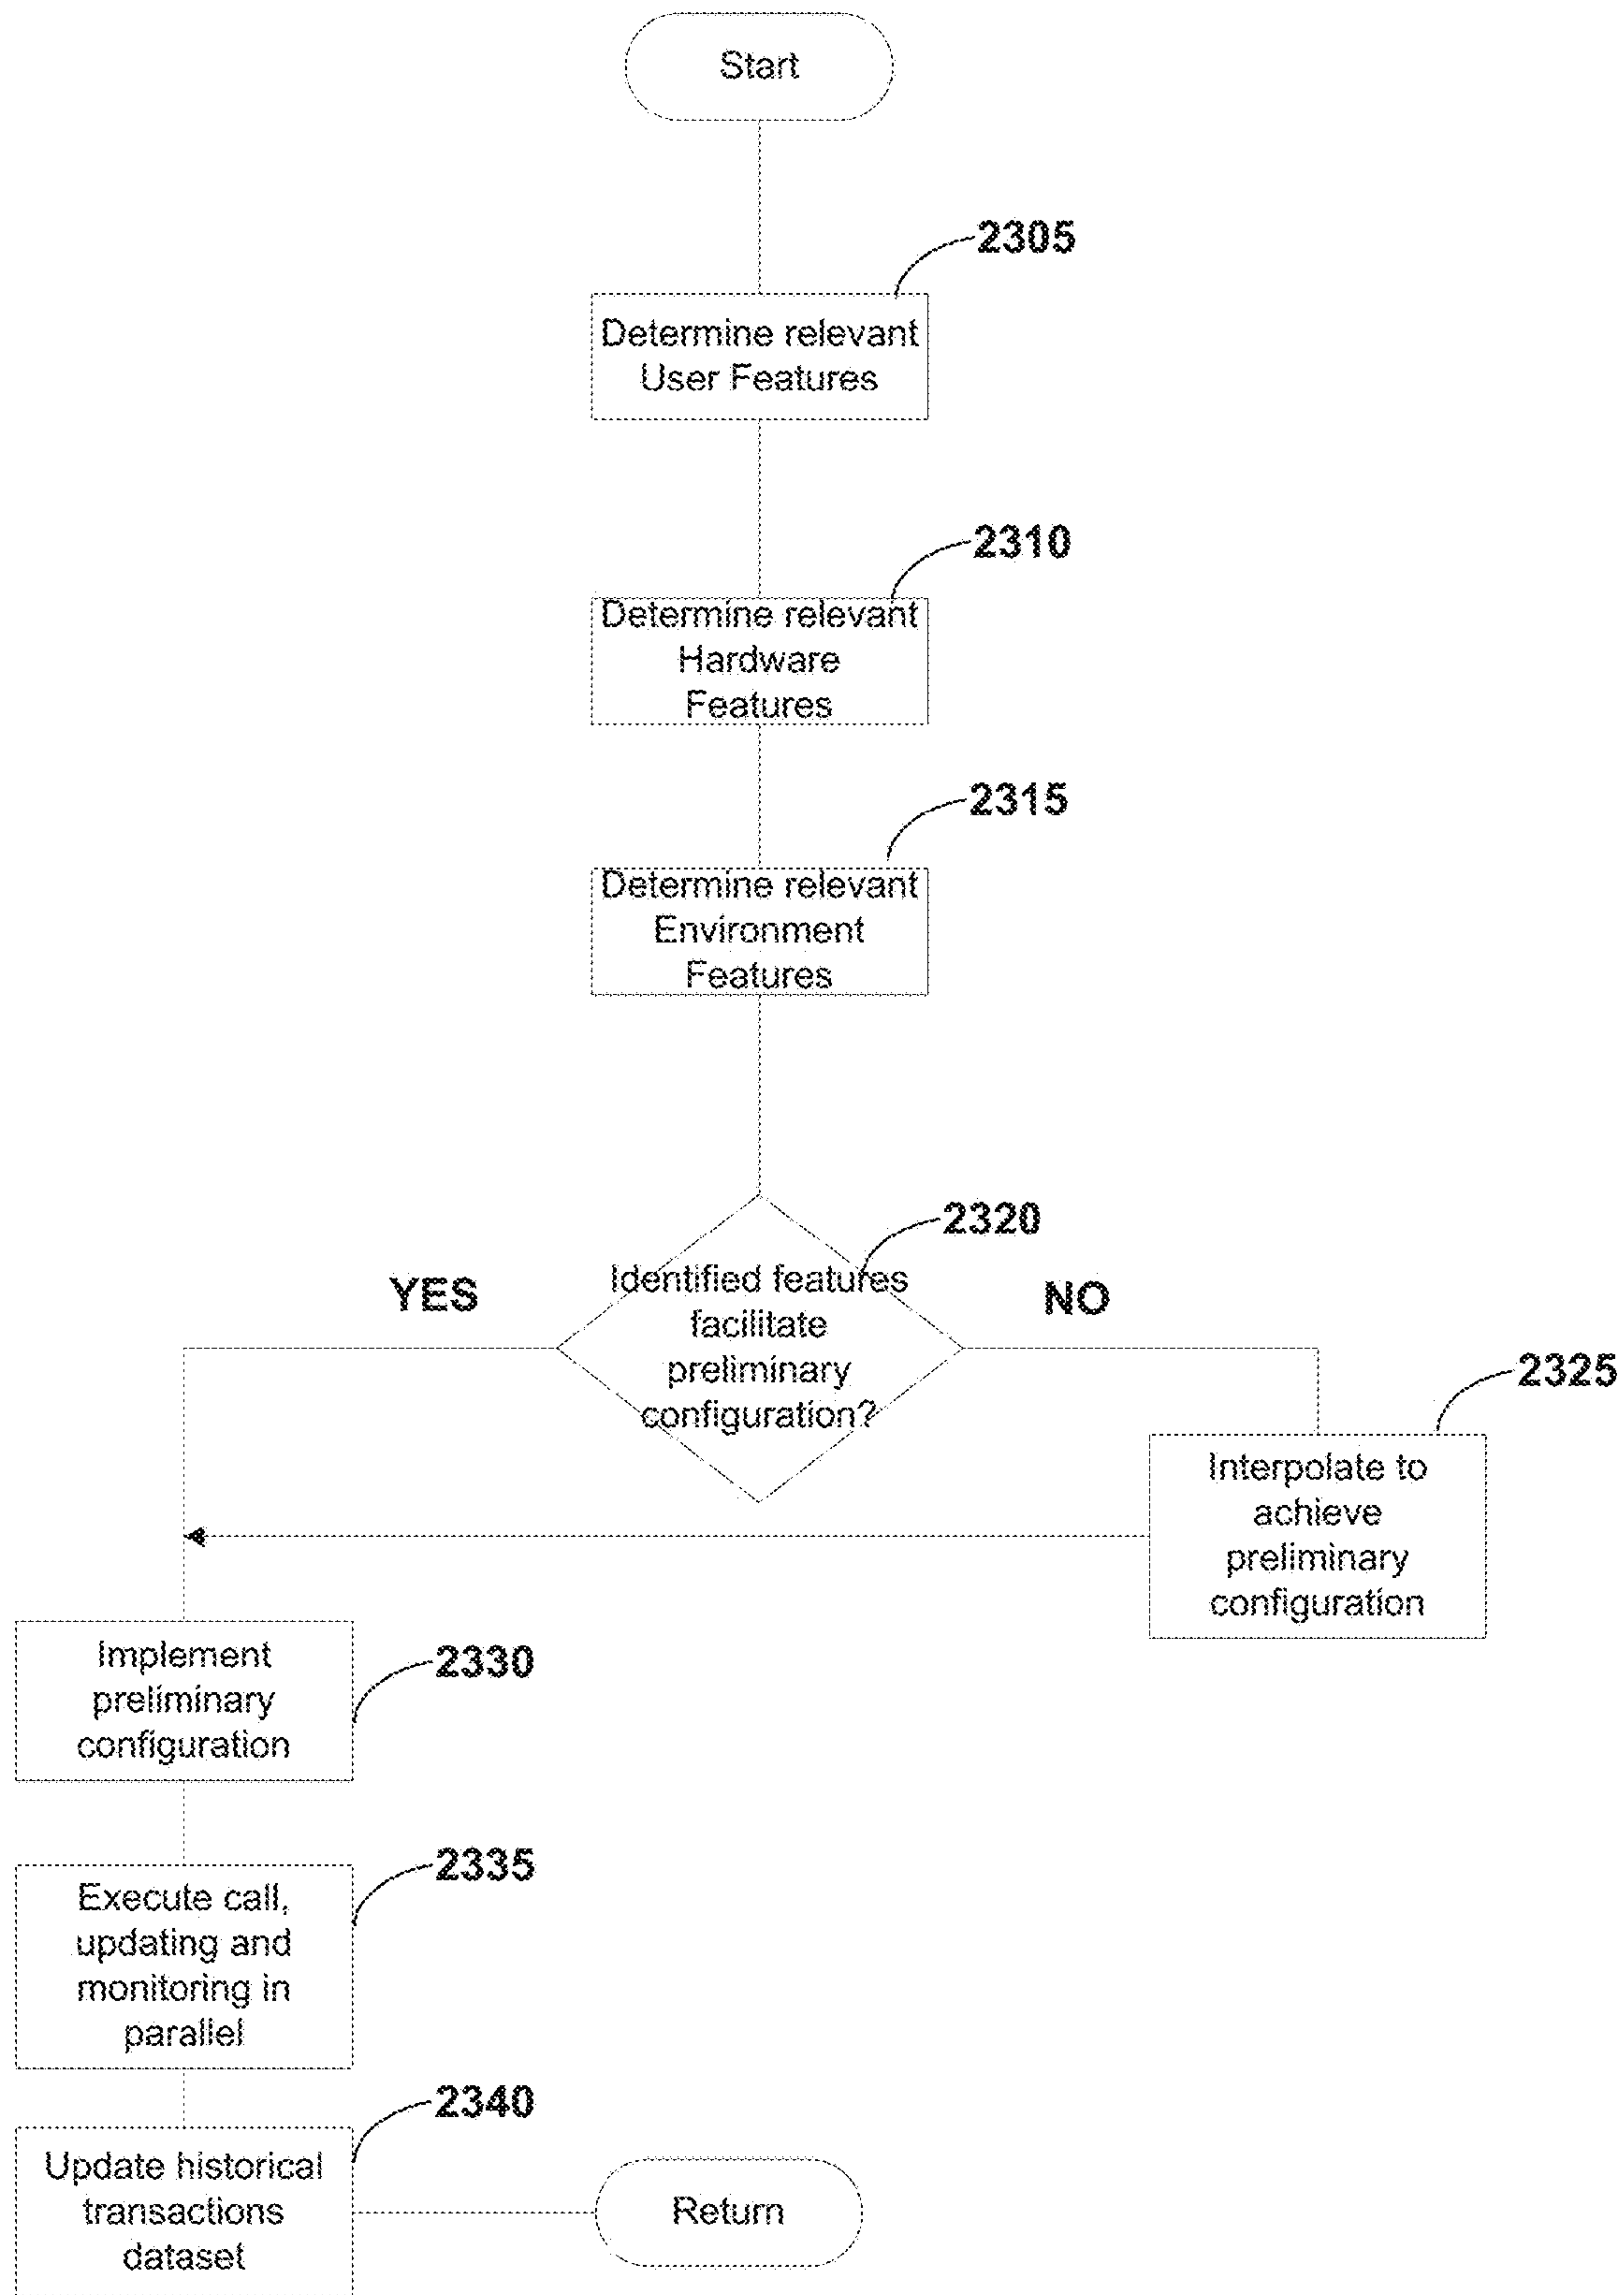 Start
2305
Determine relevant
User Features
2310
Determine relevant
Hardware
Features
2315
Determine relevant
Environment
Features
2320
Identified features
facilitate
preliminary
configuration?
YES
NO
2325
Interpolate to
achieve
preliminary
configuration
Implement
preliminary
configuration
2330
2335
Execute call,
updating and
monitoring in
parallel
2340
Update historical
transactions
dataset
Return